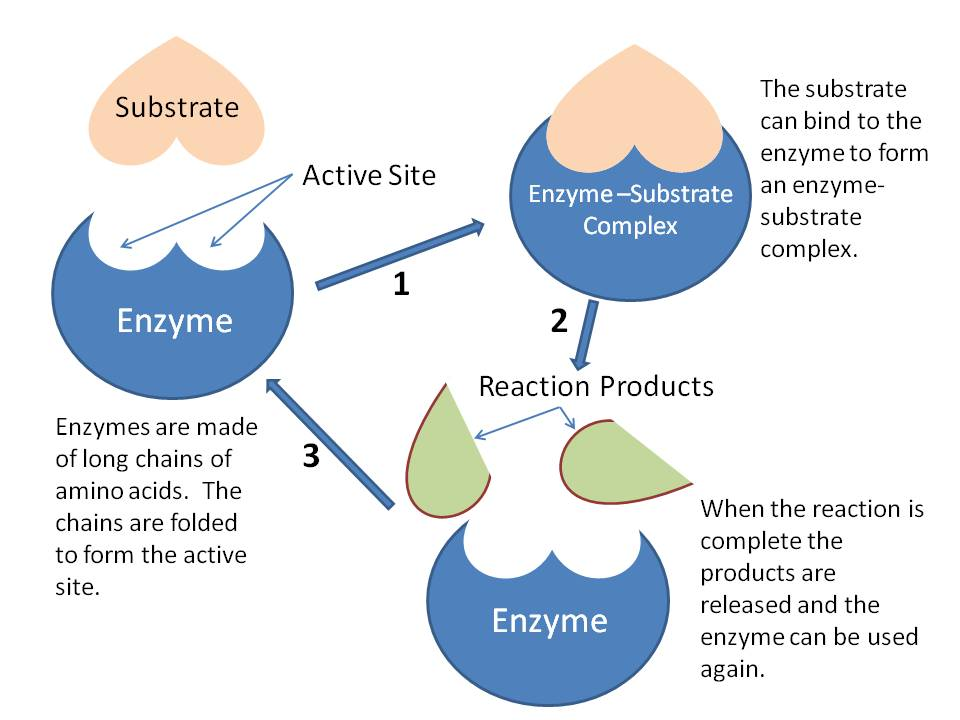 Substrate
Active Site
Enzyme
Enzymes are made
of long chains of
amino acids.  The
chains are folded
to form the active
site.
1
Enzyme –Substrate
Complex
The substrate
can bind to the
enzyme to form
an enzyme-
substrate
complex.
2
Reaction Products
3
Enzyme
When the reaction is
complete the
products are
released and the
enzyme can be used
again.